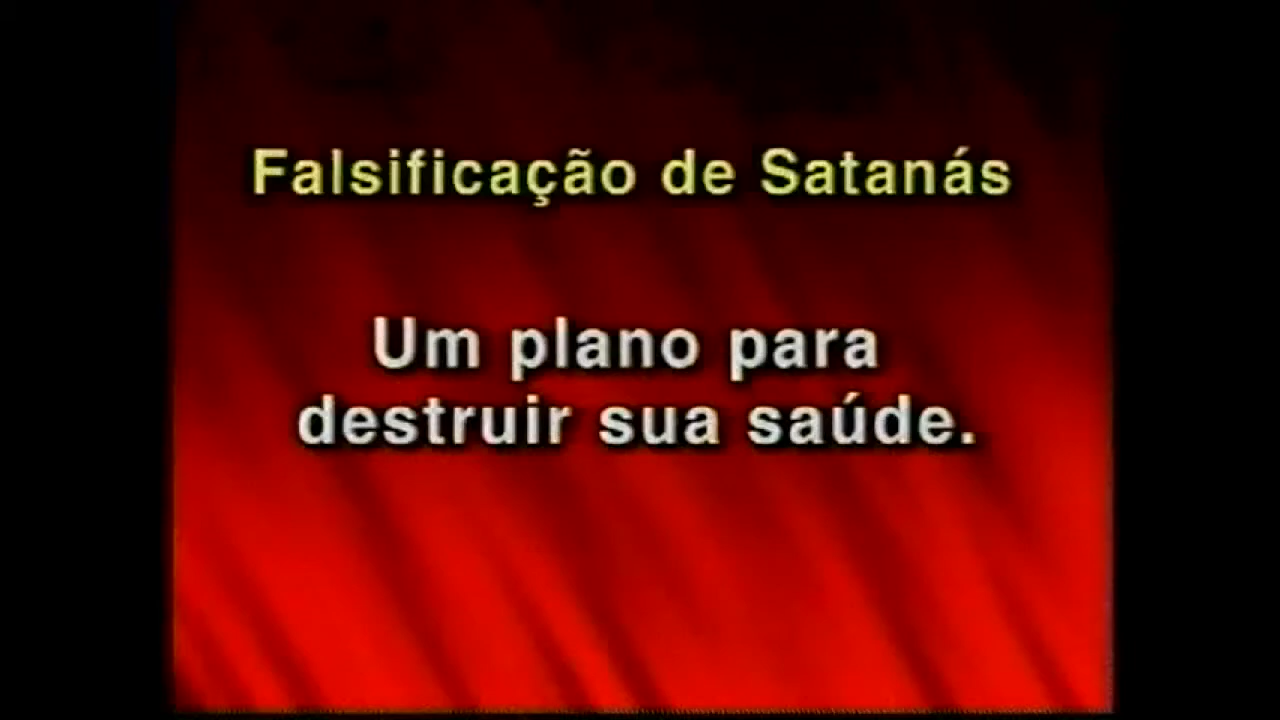 Falsificação de Satanás
Um plano para
destruir sua saúde.